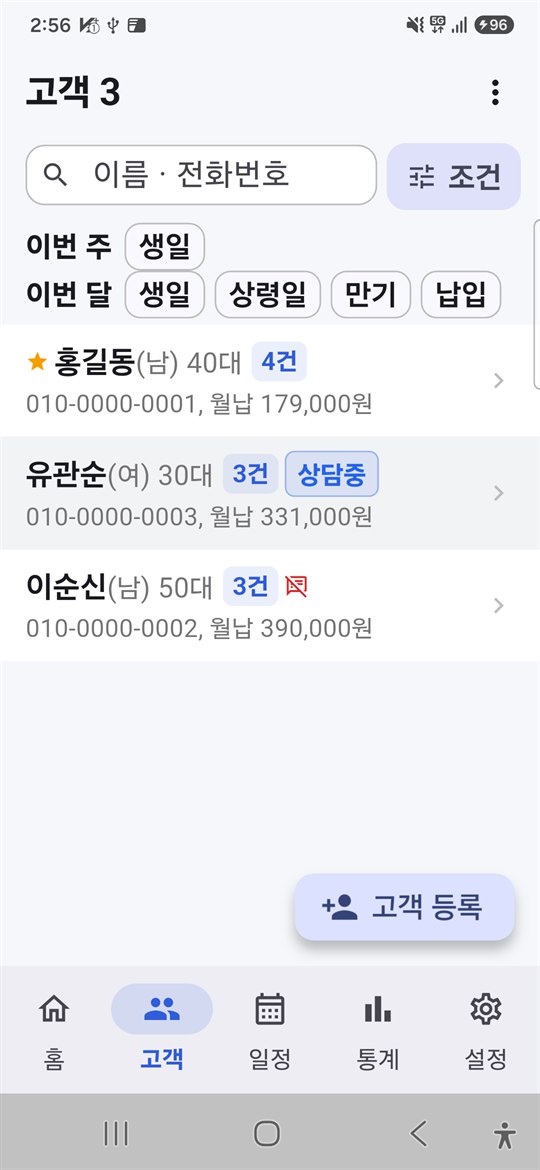 2:56 5G 96
고객 3
이름 · 전화번호 조건
이번 주 생일
이번 달 생일 상령일 만기 납입
홍길동(남) 40대 4건
010-0000-0001, 월납 179,000원
유관순(여) 30대 3건 상담중
010-0000-0003, 월납 331,000원
이순신(남) 50대 3건
010-0000-0002, 월납 390,000원
고객 등록
홈 고객 일정 통계 설정